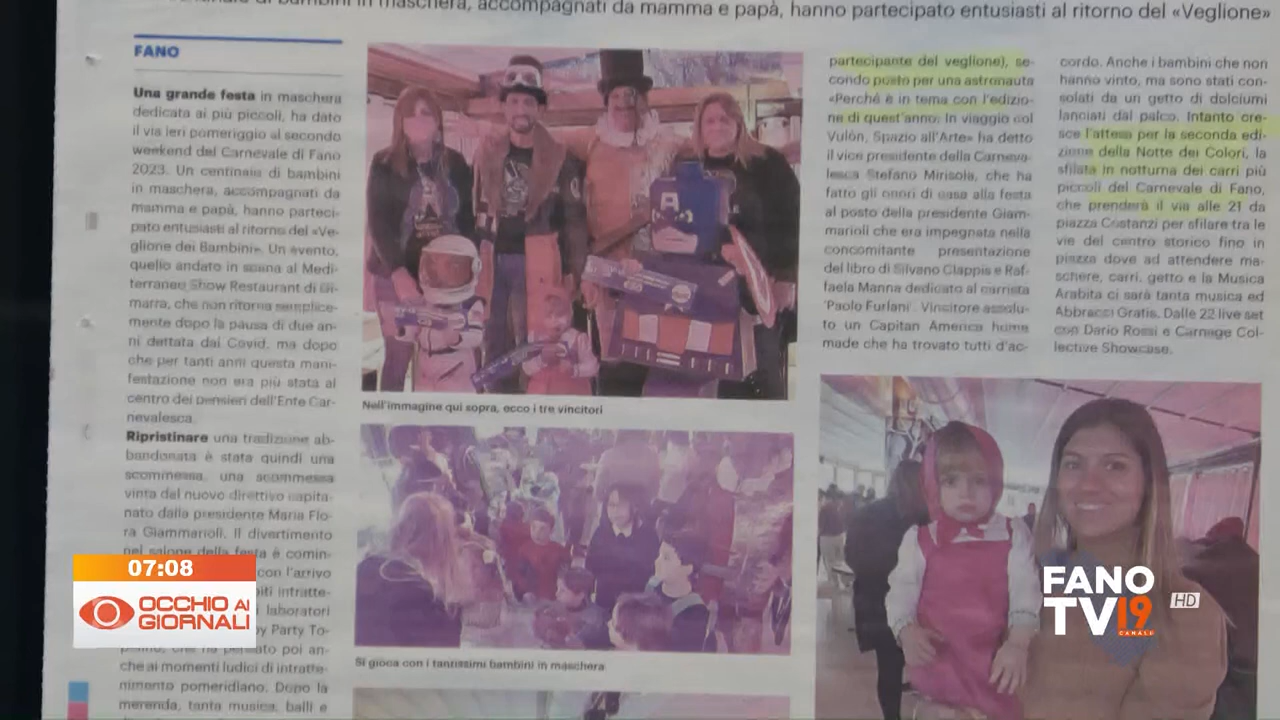 di bambini in maschera, accompagnati da mamma e papà, hanno partecipato entusiasti al ritorno del «Veglione»
FANO
Una grande festa in maschera
dedicata ai più piccoli, ha dato
il via ieri pomeriggio al secondo
weekend del Carnevale di Fano
2023. Un centinaio di bambini
in maschera, accompagnati da
mamma e papà, hanno parteci-
pato entusiasti al ritorno del «Ve-
glione dei Bambini». Un evento,
quello andato in scena al Medi-
terraneo Show Restaurant di Gi-
marra, che non ritorna semplice-
mente dopo la pausa di due an-
ni dettata dal Covid, ma dopo
che per tanti anni questa mani-
festazione non era più stata al
centro dei pensieri dell'Ente Car-
nevalesca.
Ripristinare una tradizione ab-
bandonata è stata quindi una
scommessa, una scommessa
vinta dal nuovo direttivo capita-
nato dalla presidente Maria Flo-
ra Giammarioli. Il divertimento
nel salone della festa è comin-
con l'arrivo
intratte-
laboratori
Party To-
poi an-
che ai momenti ludici di intratte-
nimento pomeridiano. Dopo la
merenda, tanta musica, balli e
Nell'immagine qui sopra, ecco i tre vincitori
Si gioca con i tantissimi bambini in maschera
partecipante del veglione), se-
condo posto per una astronauta
«Perché è in tema con l'edizio-
ne di quest'anno: In viaggio col
Vulòn, Spazio all'Arte» ha detto
il vice presidente della Carneva-
lesca Stefano Mirisola, che ha
fatto gli onori di casa alla festa
al posto della presidente Giam-
marioli che era impegnata nella
concomitante presentazione
del libro di Silvano Clappis e Raf-
faela Manna dedicato al carrista
'Paolo Furlani'. Vincitore assolu-
to un Capitan America home
made che ha trovato tutti d'ac-
cordo. Anche i bambini che non
hanno vinto, ma sono stati con-
solati da un getto di dolciumi
lanciati dal palco. Intanto cre-
sce l'attesa per la seconda edi-
zione della Notte dei Colori, la
sfilata in notturna dei carri più
piccoli del Carnevale di Fano,
che prenderà il via alle 21 da
piazza Costanzi per sfilare tra le
vie del centro storico fino in
piazza dove ad attendere ma-
schere, carri, getto e la Musica
Arabita ci sarà tanta musica ed
Abbracci Gratis. Dalle 22 live set
con Dario Rossi e Carnage Col-
lective Showcase.
07:08
OCCHIO AI
GIORNALI
FANO
TV19
CANALE
HD